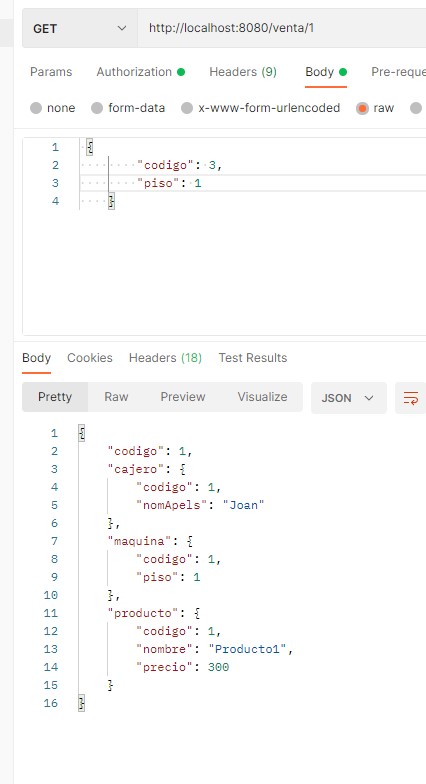 GET http://localhost:8080/venta/1
Params Authorization Headers (9) Body Pre-reque
none form-data x-www-form-urlencoded raw
1 {
2 "codigo": 3,
3 "piso": 1
4 }
Body Cookies Headers (18) Test Results
Pretty Raw Preview Visualize JSON
1 {
2 "codigo": 1,
3 "cajero": {
4 "codigo": 1,
5 "nomApels": "Joan"
6 },
7 "maquina": {
8 "codigo": 1,
9 "piso": 1
10 },
11 "producto": {
12 "codigo": 1,
13 "nombre": "Producto1",
14 "precio": 300
15 }
16 }